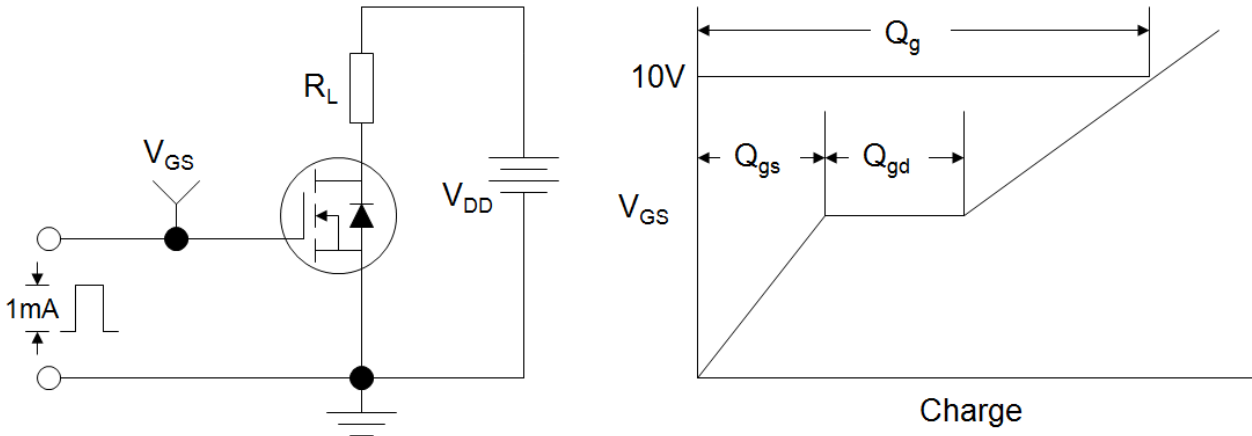 R_L
V_GS
V_DD
1mA
Q_g
10V
Q_gs Q_gd
V_GS
Charge